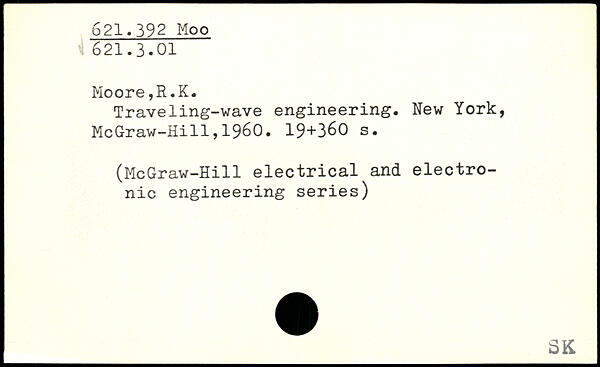 621.392 Moo
621.3.01
Moore,R.K.
Traveling-wave engineering. New York,
McGraw-Hill,1960. 19+360 s.
(McGraw-Hill electrical and electro-
nic engineering series)
SK